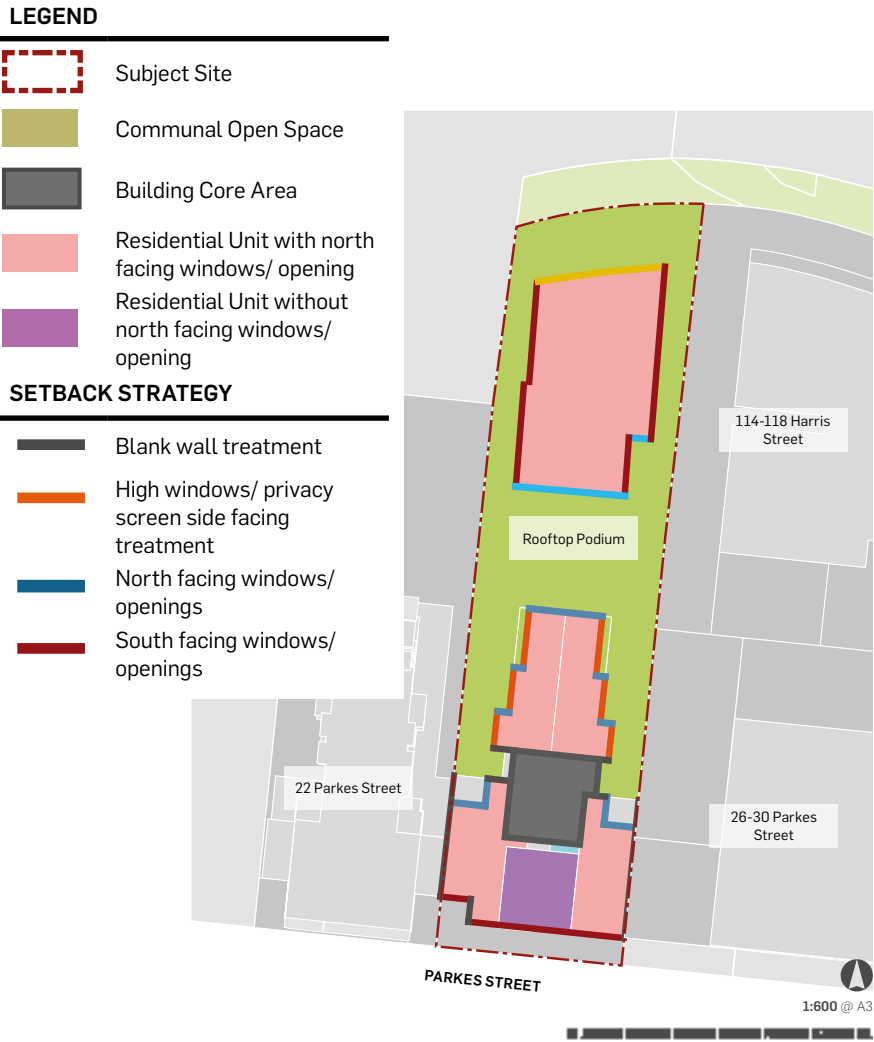 LEGEND
Subject Site
Communal Open Space
Building Core Area
Residential Unit with north
facing windows/ opening
Residential Unit without
north facing windows/
opening
SETBACK STRATEGY
Blank wall treatment
High windows/ privacy
screen side facing
treatment
North facing windows/
openings
South facing windows/
openings
114-118 Harris
Street
Rooftop Podium
22 Parkes Street
26-30 Parkes
Street
PARKES STREET
1:600 @ A3